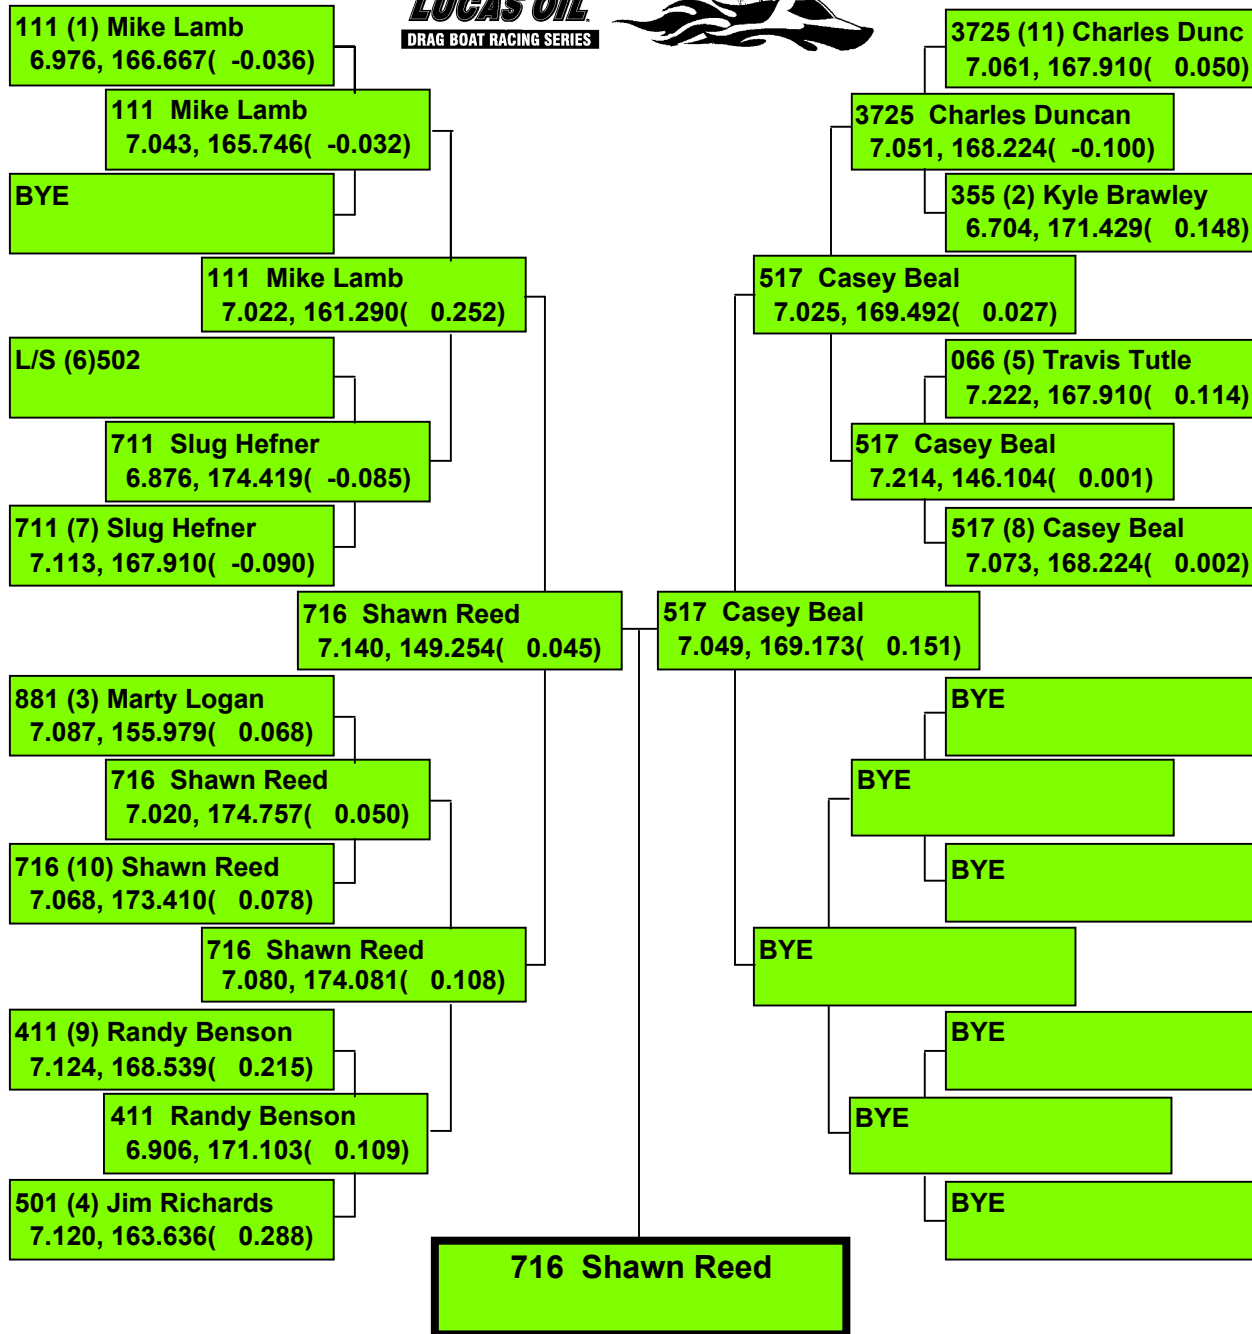 LUCAS OIL
DRAG BOAT RACING SERIES
111 (1) Mike Lamb
6.976, 166.667( -0.036)
111 Mike Lamb
7.043, 165.746( -0.032)
BYE
111 Mike Lamb
7.022, 161.290( 0.252)
L/S (6)502
711 Slug Hefner
6.876, 174.419( -0.085)
711 (7) Slug Hefner
7.113, 167.910( -0.090)
716 Shawn Reed
7.140, 149.254( 0.045)
881 (3) Marty Logan
7.087, 155.979( 0.068)
716 Shawn Reed
7.020, 174.757( 0.050)
716 (10) Shawn Reed
7.068, 173.410( 0.078)
716 Shawn Reed
7.080, 174.081( 0.108)
411 (9) Randy Benson
7.124, 168.539( 0.215)
411 Randy Benson
6.906, 171.103( 0.109)
501 (4) Jim Richards
7.120, 163.636( 0.288)
3725 (11) Charles Dunc
7.061, 167.910( 0.050)
3725 Charles Duncan
7.051, 168.224( -0.100)
355 (2) Kyle Brawley
6.704, 171.429( 0.148)
517 Casey Beal
7.025, 169.492( 0.027)
066 (5) Travis Tutle
7.222, 167.910( 0.114)
517 Casey Beal
7.214, 146.104( 0.001)
517 (8) Casey Beal
7.073, 168.224( 0.002)
517 Casey Beal
7.049, 169.173( 0.151)
BYE
BYE
BYE
BYE
BYE
BYE
BYE
716 Shawn Reed